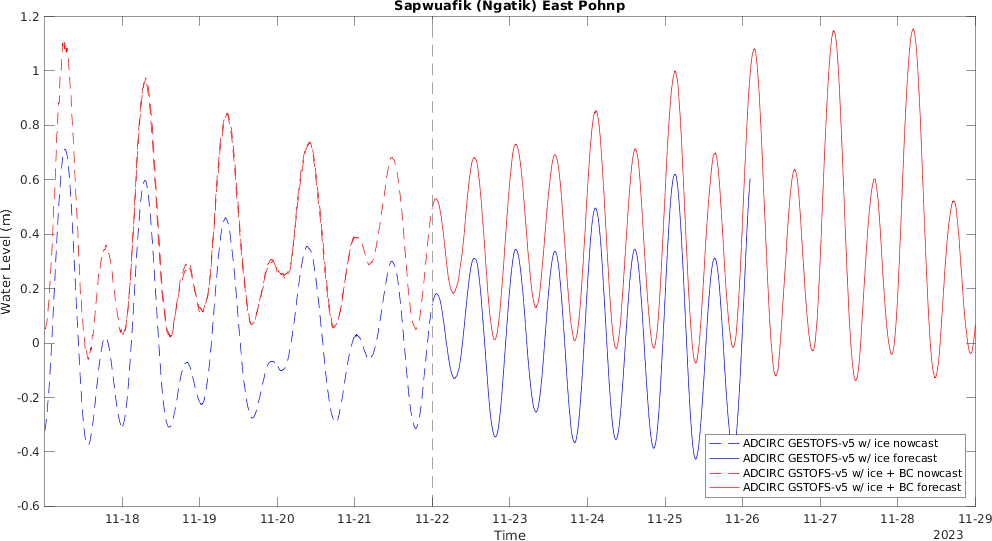 Sapwuafik (Ngatik) East Pohnp
Water Level (m)
1.2
1
0.8
0.6
0.4
0.2
0
-0.2
-0.4
-0.6
ADCIRC GESTOFS-v5 w/ ice nowcast
ADCIRC GESTOFS-v5 w/ ice forecast
ADCIRC GSTOFS-v5 w/ ice + BC nowcast
ADCIRC GSTOFS-v5 w/ ice + BC forecast
11-18 11-19 11-20 11-21 11-22 11-23 11-24 11-25 11-26 11-27 11-28 11-29
Time
2023